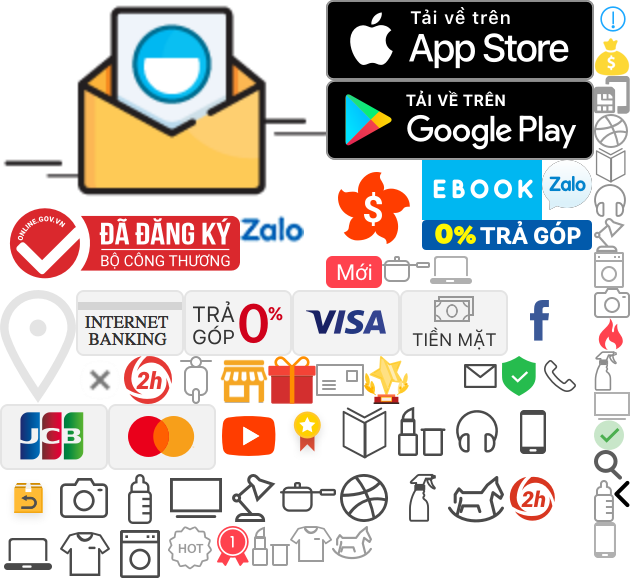 Tải về trên
App Store
TẢI VỀ TRÊN
Google Play
EBOOK
Zalo
0% TRẢ GÓP
ONLINE.GOV.VN
ĐÃ ĐĂNG KÝ
BỘ CÔNG THƯƠNG
Zalo
$
$
Mới
INTERNET
BANKING
TRẢ
GÓP 0%
VISA
TIỀN MẶT
f
2h
JCB
2h
HOT
1